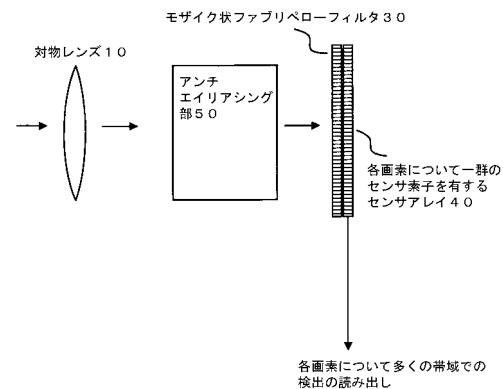 モザイク状ファブリペローフィルタ３０
対物レンズ１０
アンチ
エイリアシング
部５０
各画素について一群の
センサ素子を有する
センサアレイ４０
各画素について多くの帯域での
検出の読み出し